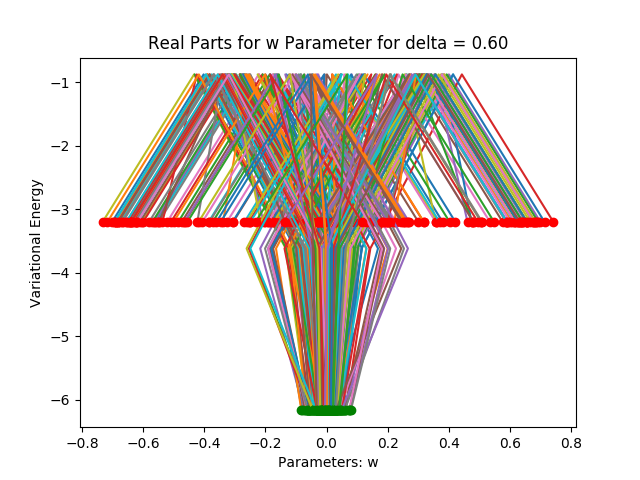 Real Parts for w Parameter for delta = 0.60
Variational Energy
−1
−2
−3
−4
−5
−6
−0.8 −0.6 −0.4 −0.2 0.0 0.2 0.4 0.6 0.8
Parameters: w